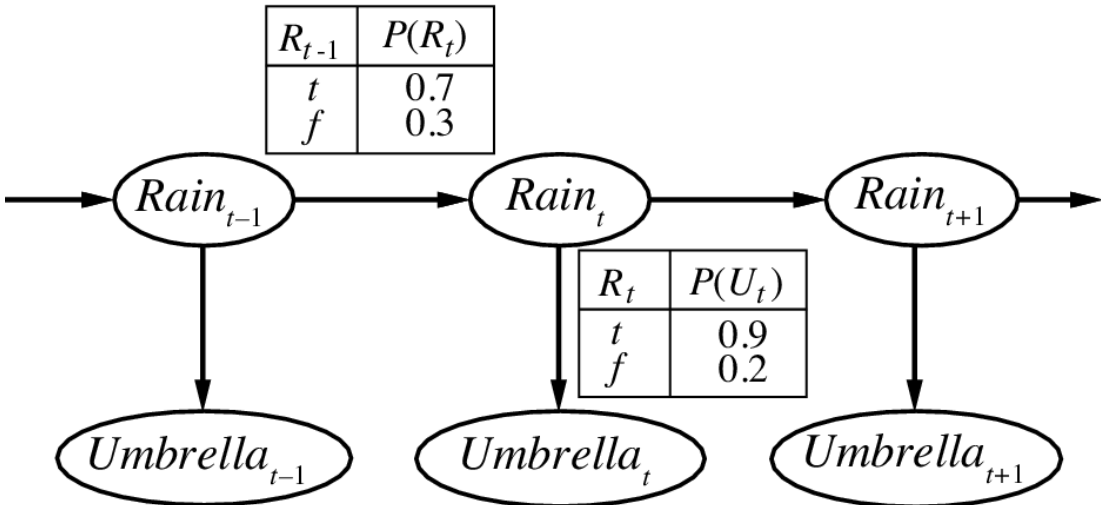 R_{t-1} P(R_t)
t 0.7
f 0.3
Rain_{t-1} Rain_t Rain_{t+1}
R_t P(U_t)
t 0.9
f 0.2
Umbrella_{t-1} Umbrella_t Umbrella_{t+1}